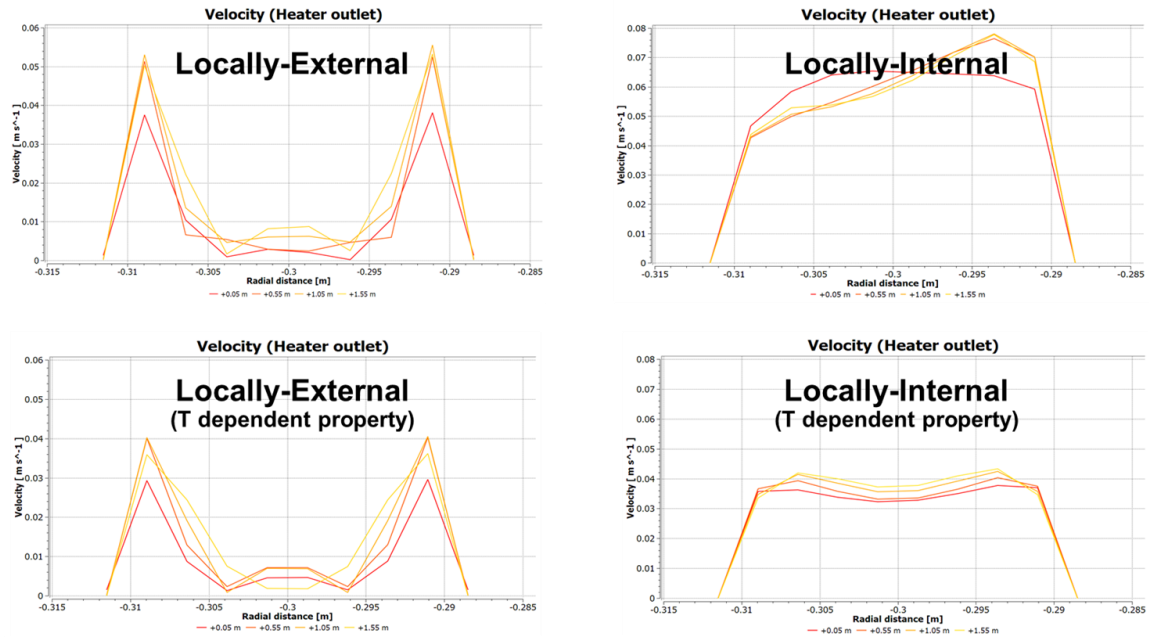 Velocity (Heater outlet)
Locally-External
Velocity [ m s^-1 ]
0.06
0.05
0.04
0.03
0.02
0.01
0
-0.315 -0.31 -0.305 -0.3 -0.295 -0.29 -0.285
Radial distance [m]
+0.05 m +0.55 m +1.05 m +1.55 m
Velocity (Heater outlet)
Locally-Internal
Velocity [ m s^-1 ]
0.08
0.07
0.06
0.05
0.04
0.03
0.02
0.01
0
-0.315 -0.31 -0.305 -0.3 -0.295 -0.29 -0.285
Radial distance [m]
+0.05 m +0.55 m +1.05 m +1.55 m
Velocity (Heater outlet)
Locally-External
(T dependent property)
Velocity [ m s^-1 ]
0.06
0.05
0.04
0.03
0.02
0.01
0
-0.315 -0.31 -0.305 -0.3 -0.295 -0.29 -0.285
Radial distance [m]
+0.05 m +0.55 m +1.05 m +1.55 m
Velocity (Heater outlet)
Locally-Internal
(T dependent property)
Velocity [ m s^-1 ]
0.08
0.07
0.06
0.05
0.04
0.03
0.02
0.01
0
-0.315 -0.31 -0.305 -0.3 -0.295 -0.29 -0.285
Radial distance [m]
+0.05 m +0.55 m +1.05 m +1.55 m